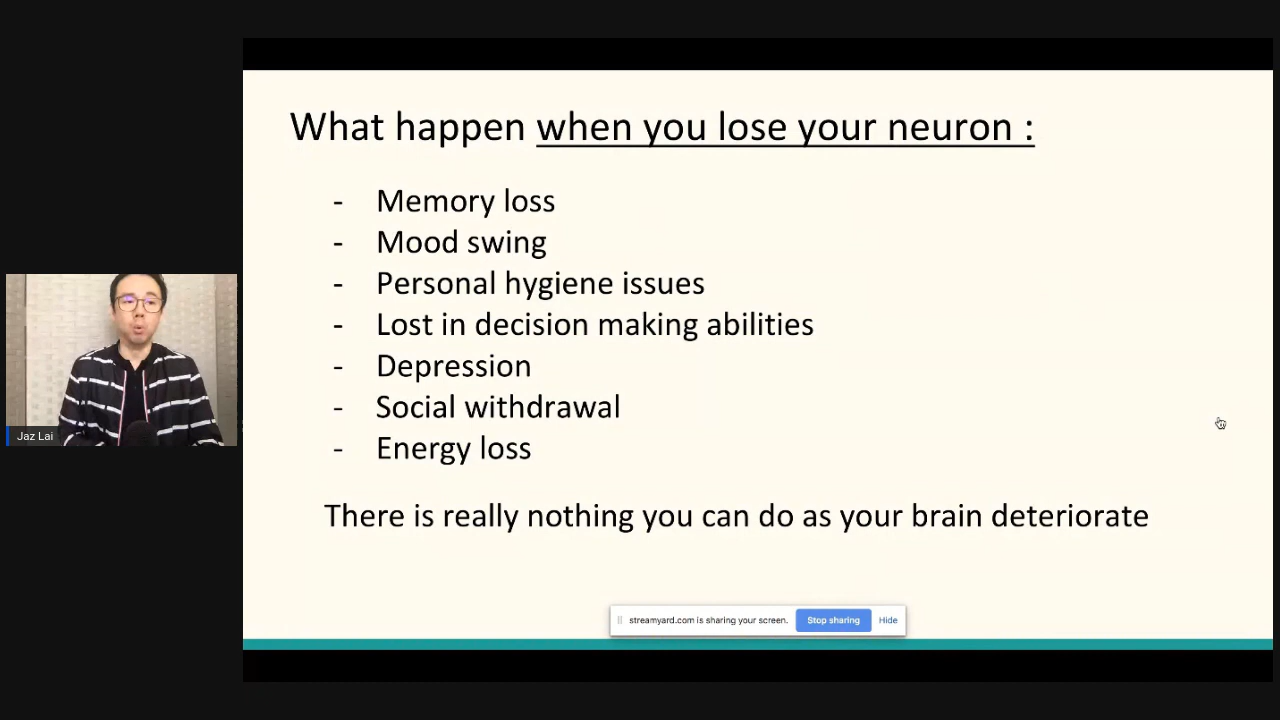 What happen when you lose your neuron :
- Memory loss
- Mood swing
- Personal hygiene issues
- Lost in decision making abilities
- Depression
- Social withdrawal
- Energy loss
There is really nothing you can do as your brain deteriorate
Jaz Lai
streamyard.com is sharing your screen. Stop sharing Hide